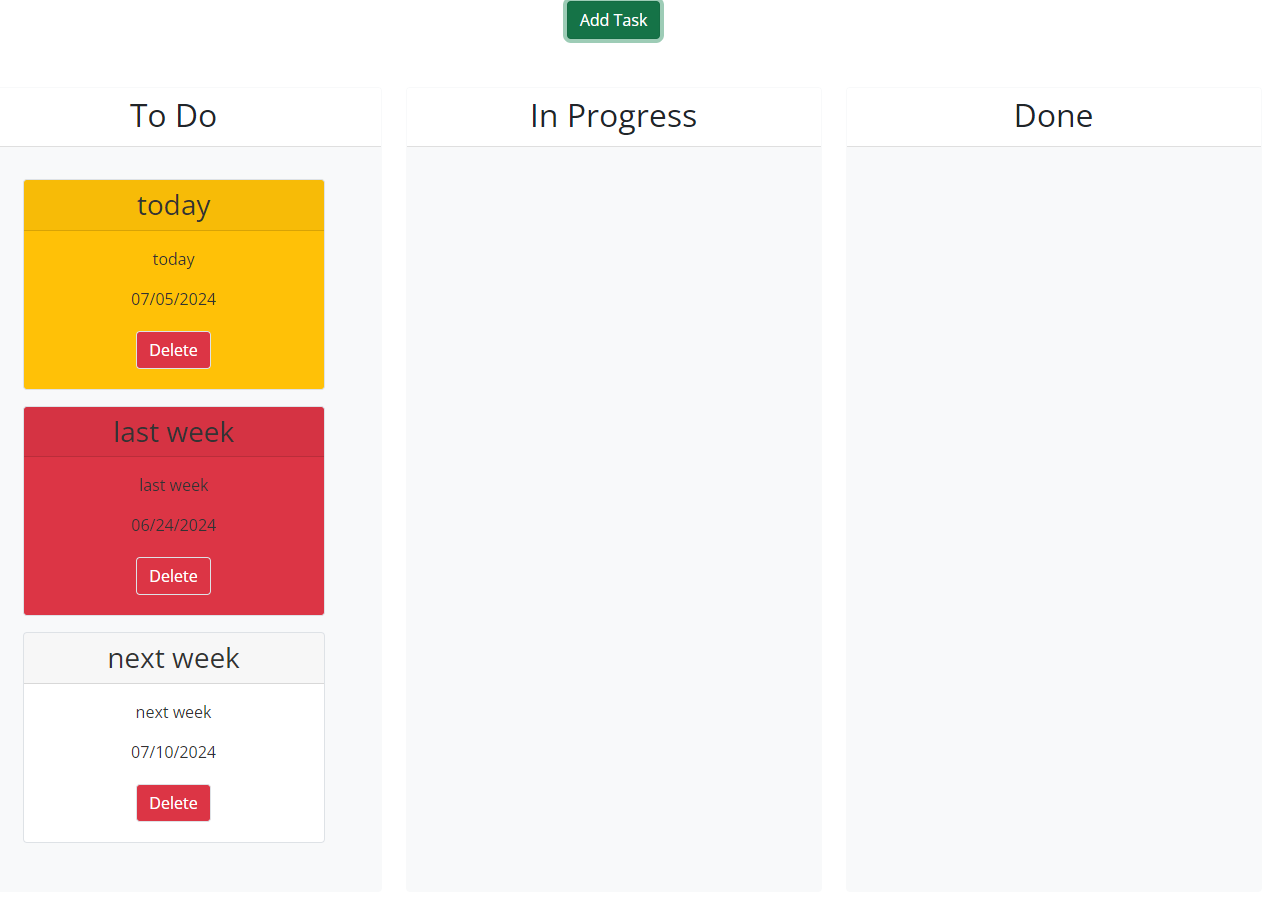 Add Task
To Do
In Progress
Done
today
today
07/05/2024
Delete
last week
last week
06/24/2024
Delete
next week
next week
07/10/2024
Delete